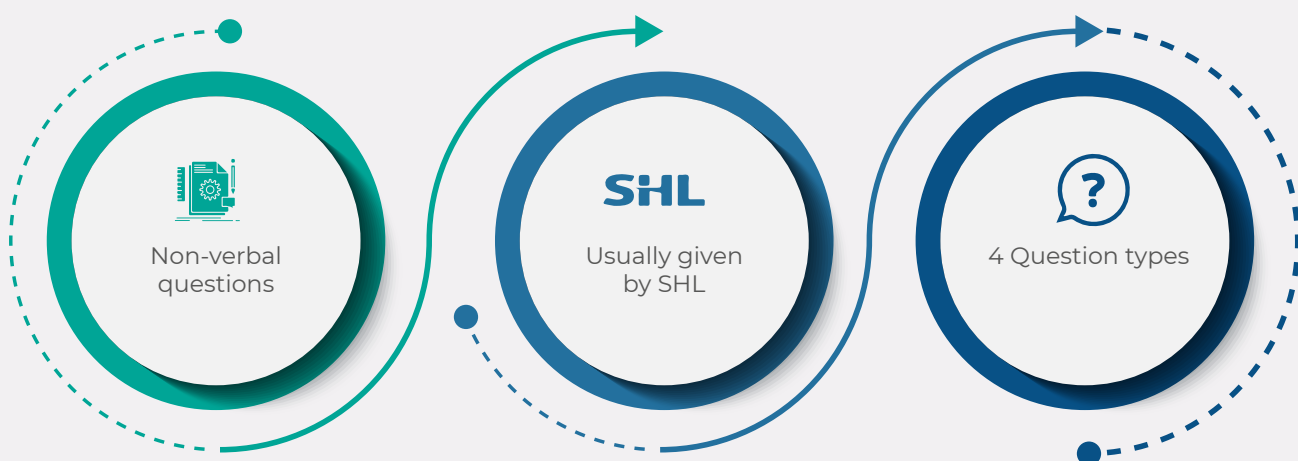 Non-verbal
questions
SHL
Usually given
by SHL
?
4 Question types